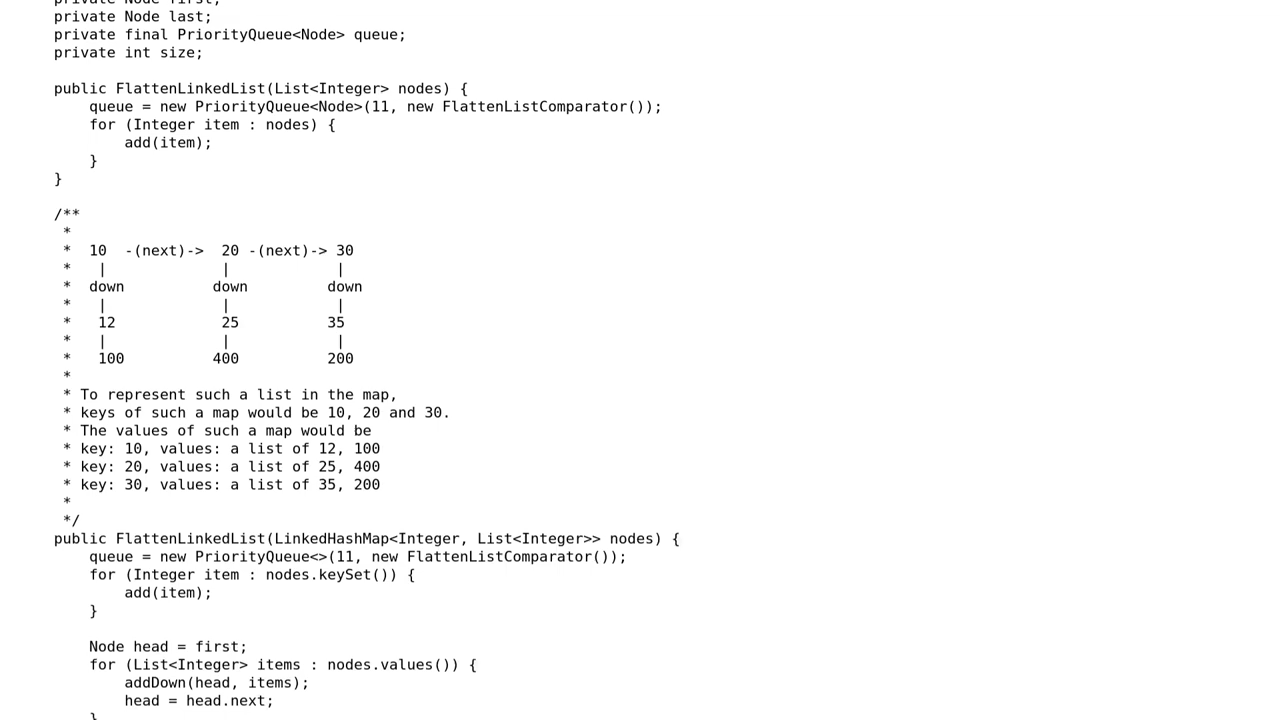 private Node first;
private Node last;
private final PriorityQueue<Node> queue;
private int size;

public FlattenLinkedList(List<Integer> nodes) {
    queue = new PriorityQueue<Node>(11, new FlattenListComparator());
    for (Integer item : nodes) {
        add(item);
    }
}

/**
 *
 *  10  -(next)->  20 -(next)-> 30
 *   |             |            |
 *  down          down         down
 *   |             |            |
 *   12            25          35
 *   |             |            |
 *   100          400          200
 *
 * To represent such a list in the map,
 * keys of such a map would be 10, 20 and 30.
 * The values of such a map would be
 * key: 10, values: a list of 12, 100
 * key: 20, values: a list of 25, 400
 * key: 30, values: a list of 35, 200
 *
 */
public FlattenLinkedList(LinkedHashMap<Integer, List<Integer>> nodes) {
    queue = new PriorityQueue<>(11, new FlattenListComparator());
    for (Integer item : nodes.keySet()) {
        add(item);
    }

    Node head = first;
    for (List<Integer> items : nodes.values()) {
        addDown(head, items);
        head = head.next;
    }